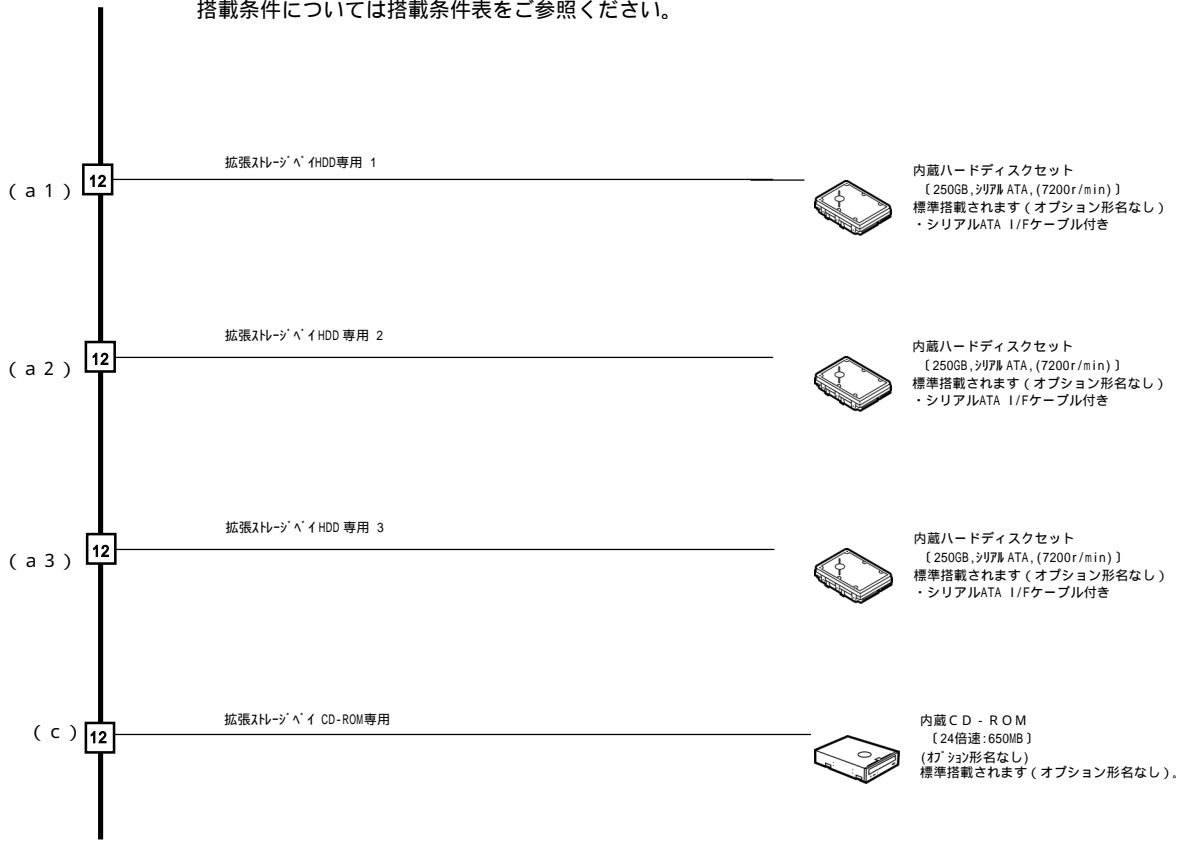 搭載条件については搭載条件表をご参照ください。
(a1)
12
拡張ｽﾄﾚｰｼﾞﾍﾞｲHDD専用 1
内蔵ハードディスクセット
〔250GB,ｼﾘｱﾙATA,(7200r/min)〕
標準搭載されます(オプション形名なし)
・シリアルATA I/Fケーブル付き
(a2)
12
拡張ｽﾄﾚｰｼﾞﾍﾞｲHDD 専用 2
内蔵ハードディスクセット
〔250GB,ｼﾘｱﾙATA,(7200r/min)〕
標準搭載されます(オプション形名なし)
・シリアルATA I/Fケーブル付き
(a3)
12
拡張ｽﾄﾚｰｼﾞﾍﾞｲHDD 専用 3
内蔵ハードディスクセット
〔250GB,ｼﾘｱﾙATA,(7200r/min)〕
標準搭載されます(オプション形名なし)
・シリアルATA I/Fケーブル付き
(c)
12
拡張ｽﾄﾚｰｼﾞﾍﾞｲ CD-ROM専用
内蔵CD-ROM
〔24倍速:650MB〕
(ｵﾌﾟｼｮﾝ形名なし)
標準搭載されます(オプション形名なし)。